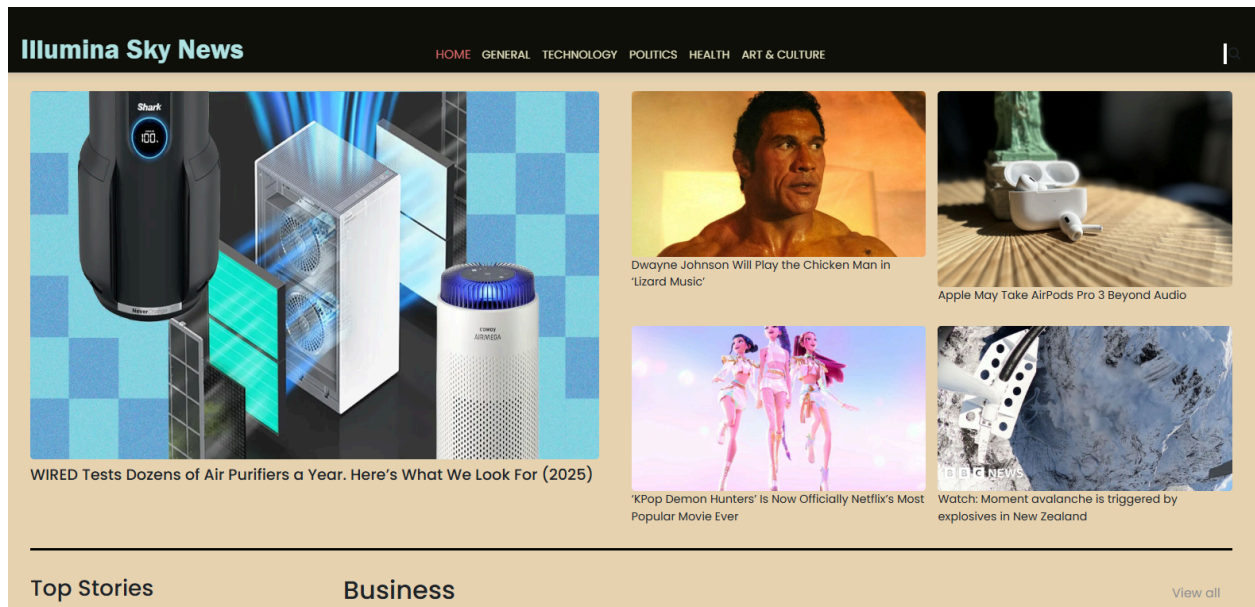 Illumina Sky News
HOME GENERAL TECHNOLOGY POLITICS HEALTH ART & CULTURE
Shark
100
COWAY
AIRMEGA
WIRED Tests Dozens of Air Purifiers a Year. Here's What We Look For (2025)
Dwayne Johnson Will Play the Chicken Man in
'Lizard Music'
Apple May Take AirPods Pro 3 Beyond Audio
'KPop Demon Hunters' Is Now Officially Netflix's Most
Popular Movie Ever
BBC NEWS
Watch: Moment avalanche is triggered by
explosives in New Zealand
Top Stories
Business
View all